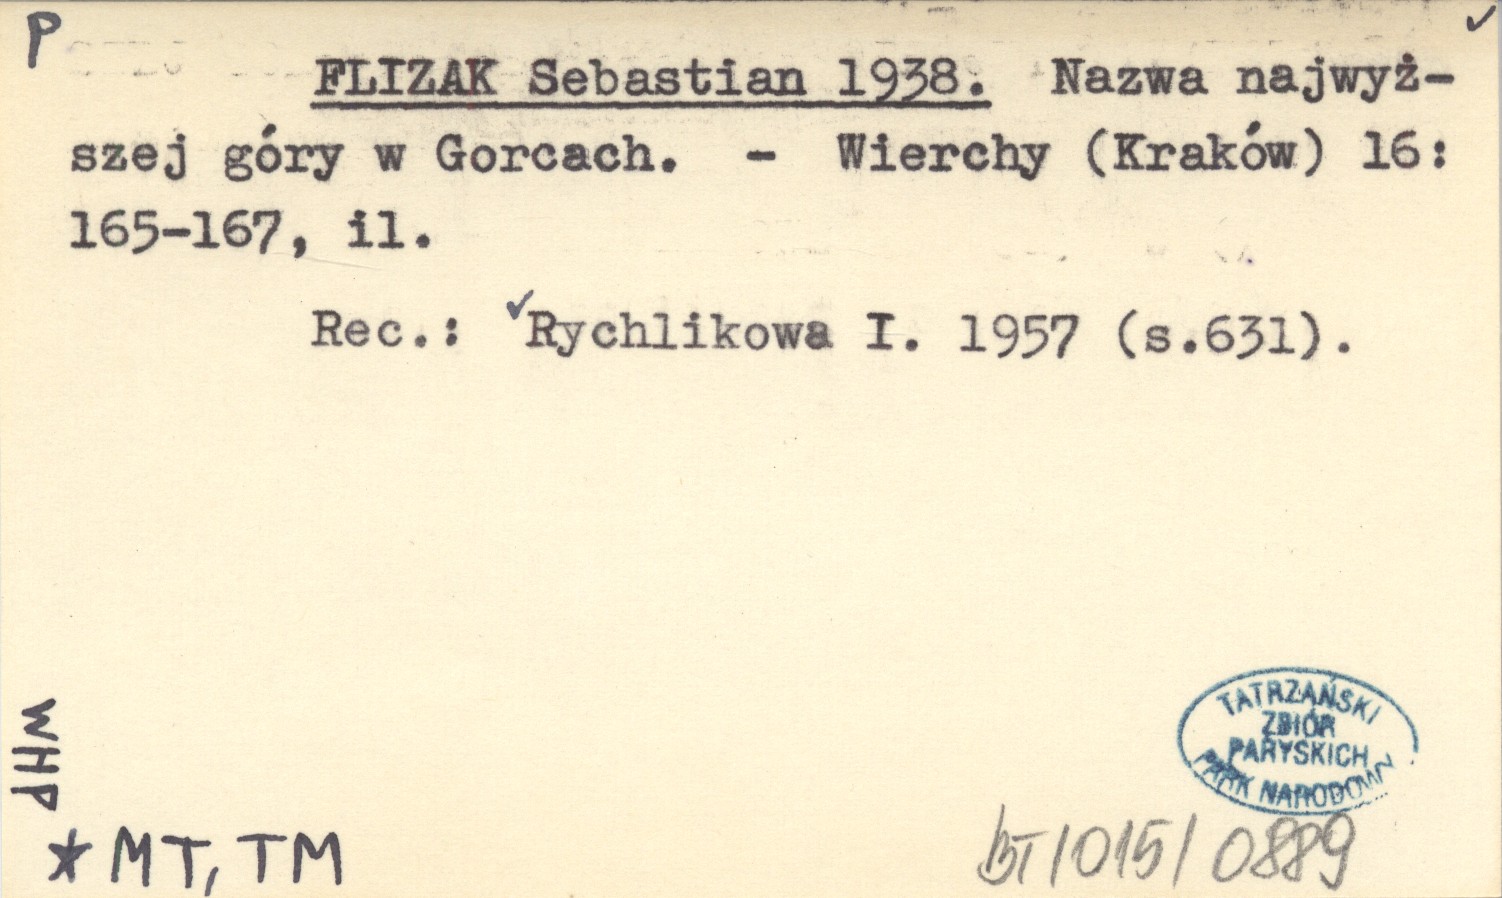 P
✓
FLIZAK Sebastian 1938. Nazwa najwyż-
szej góry w Gorcach. - Wierchy (Kraków) 16:
165-167, il.
Rec.: ✓Rychlikowa I. 1957 (s.631).
WHP
* MT, TM
TATRZAŃSKI
ZBIÓR
PARYSKICH
PARK NARODOWY
BT/015/0889